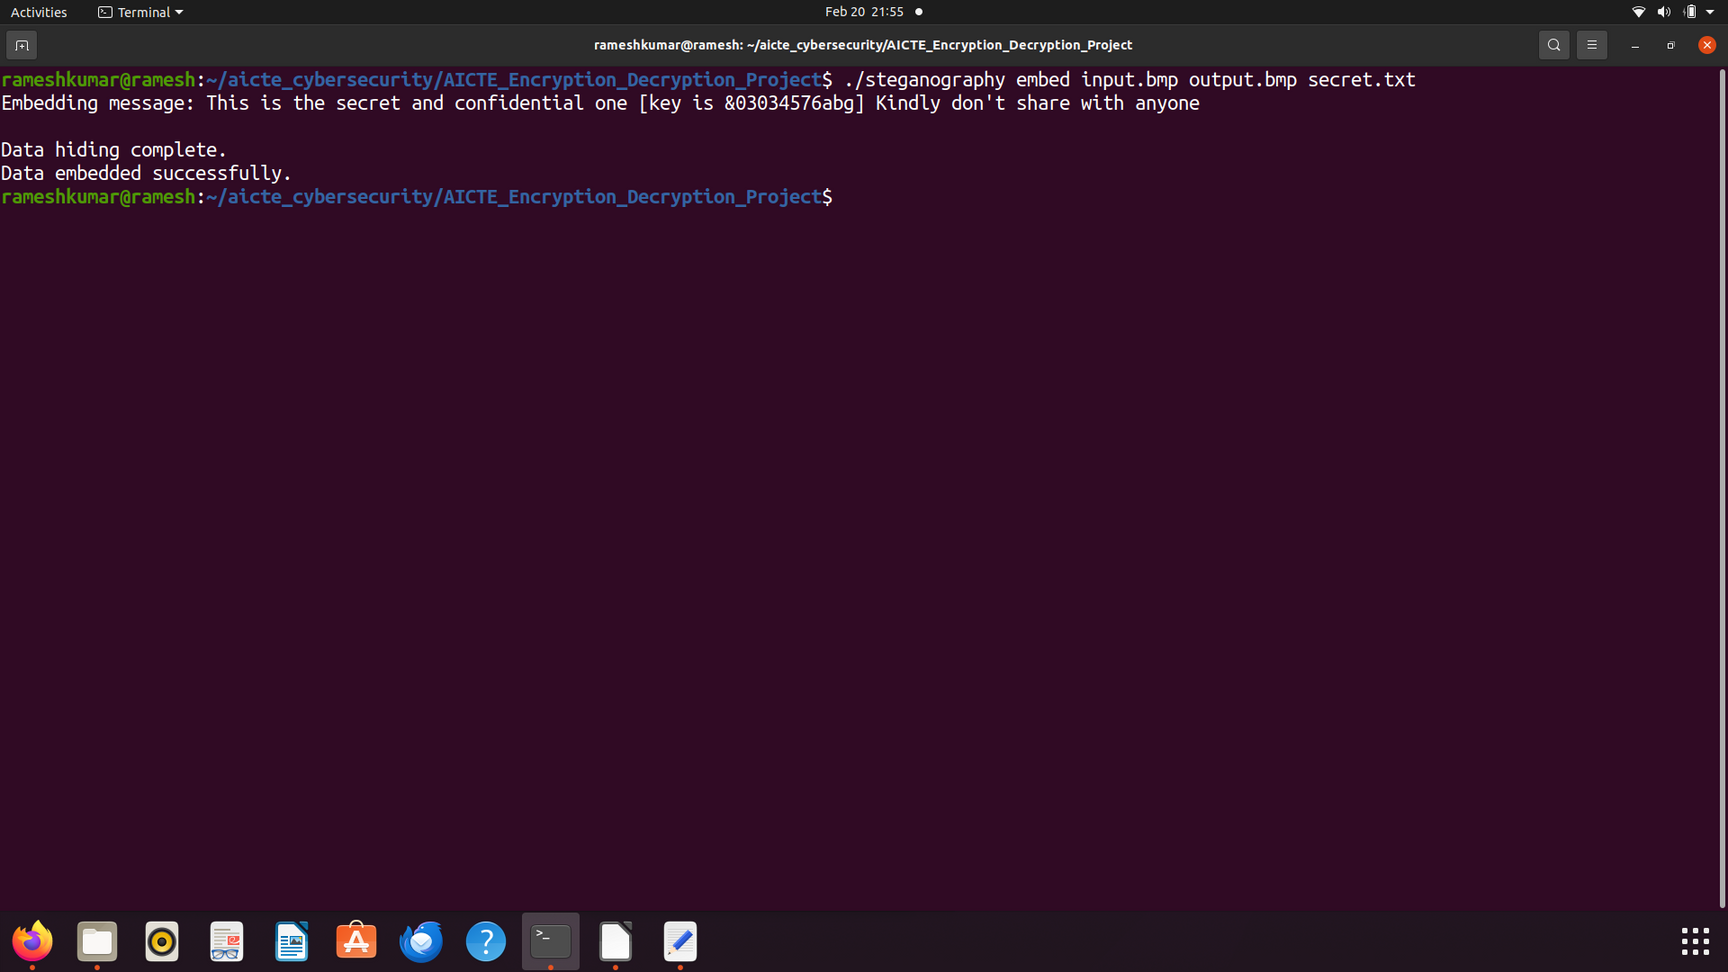 Activities Terminal Feb 20 21:55
rameshkumar@ramesh: ~/aicte_cybersecurity/AICTE_Encryption_Decryption_Project
rameshkumar@ramesh:~/aicte_cybersecurity/AICTE_Encryption_Decryption_Project$ ./steganography embed input.bmp output.bmp secret.txt
Embedding message: This is the secret and confidential one [key is &03034576abg] Kindly don't share with anyone
Data hiding complete.
Data embedded successfully.
rameshkumar@ramesh:~/aicte_cybersecurity/AICTE_Encryption_Decryption_Project$